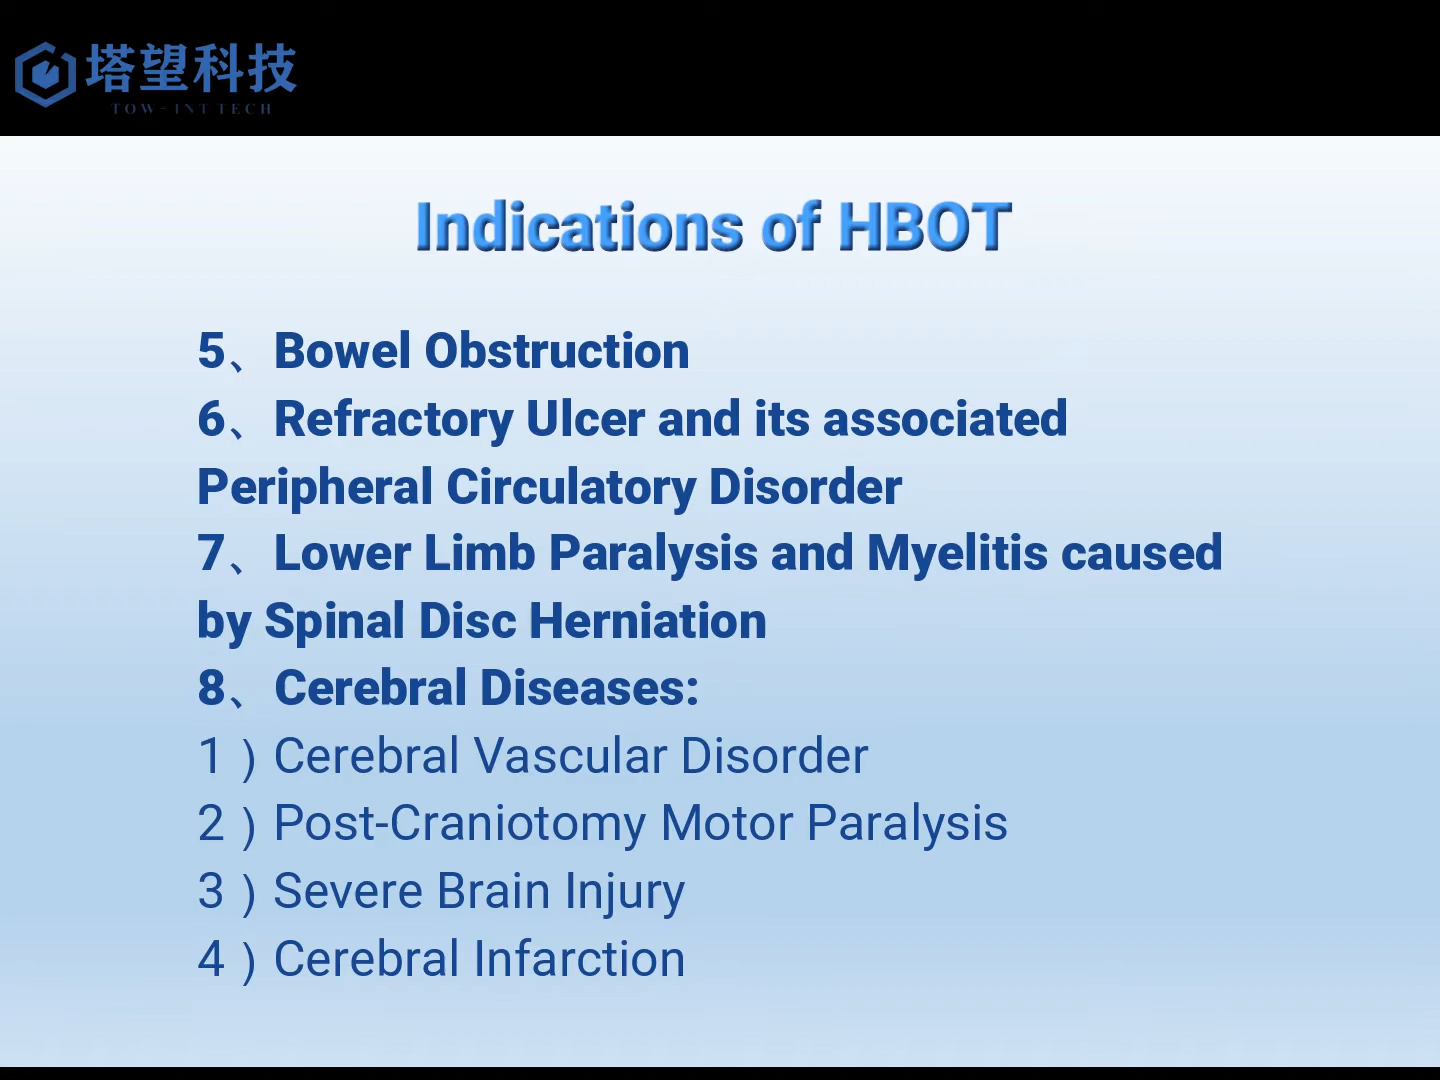 塔望科技
TOW-INT TECH
Indications of HBOT
5、Bowel Obstruction
6、Refractory Ulcer and its associated
Peripheral Circulatory Disorder
7、Lower Limb Paralysis and Myelitis caused
by Spinal Disc Herniation
8、Cerebral Diseases:
1）Cerebral Vascular Disorder
2）Post-Craniotomy Motor Paralysis
3）Severe Brain Injury
4）Cerebral Infarction